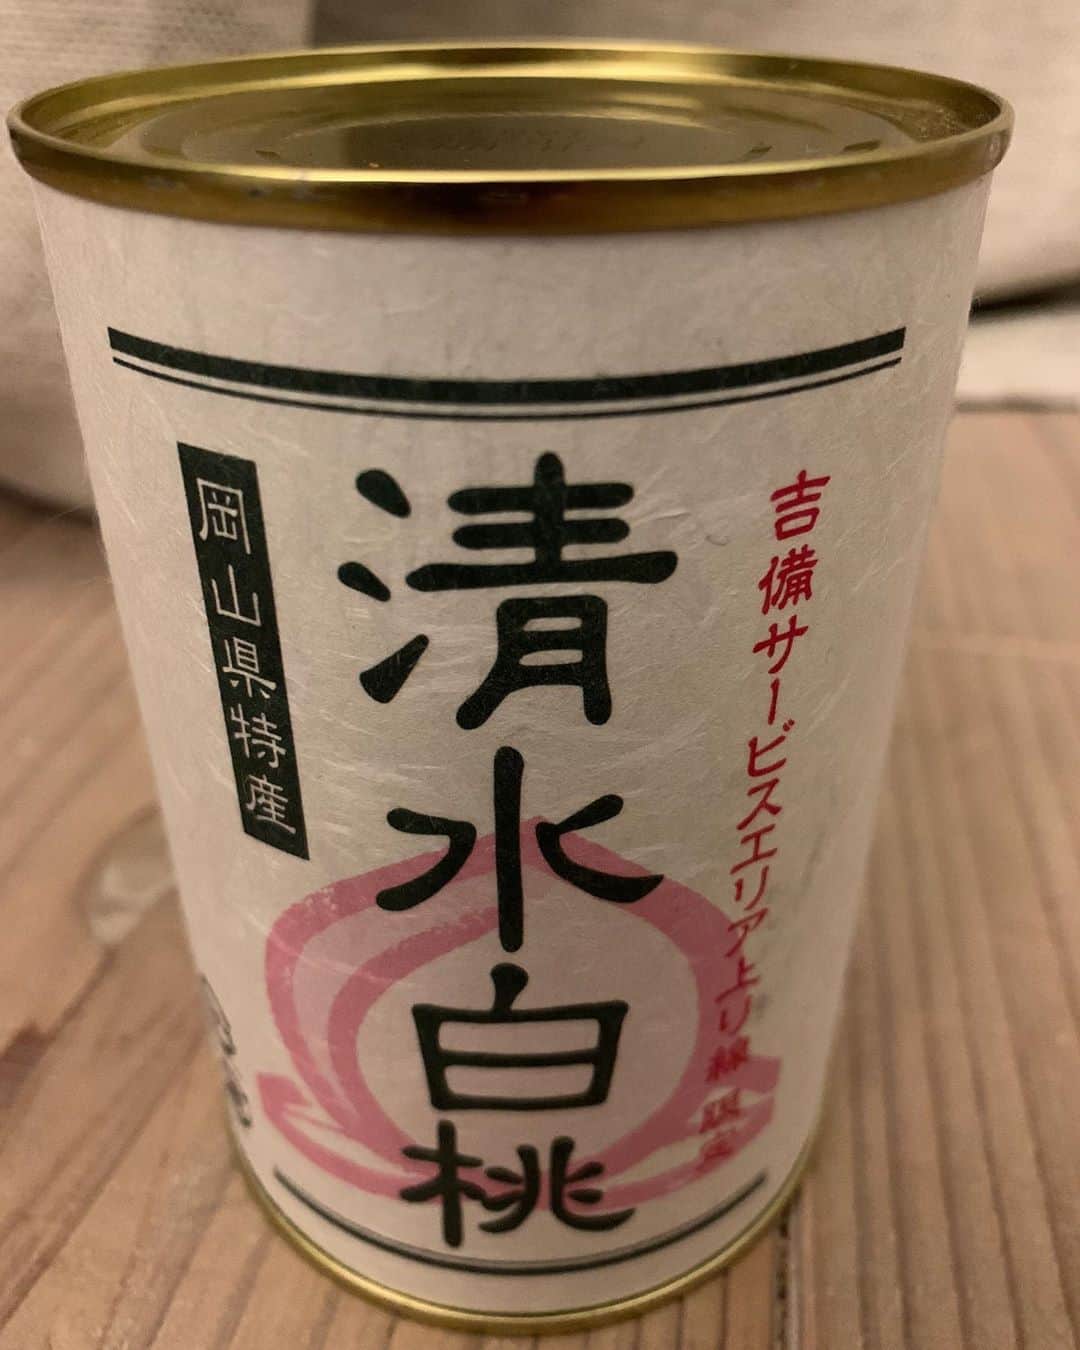 吉備サービスエリア上り線 限定
清水白桃
岡山県特産